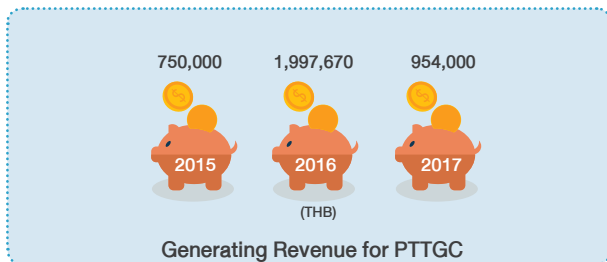 750,000 1,997,670 954,000
2015 2016 2017
(THB)
Generating Revenue for PTTGC